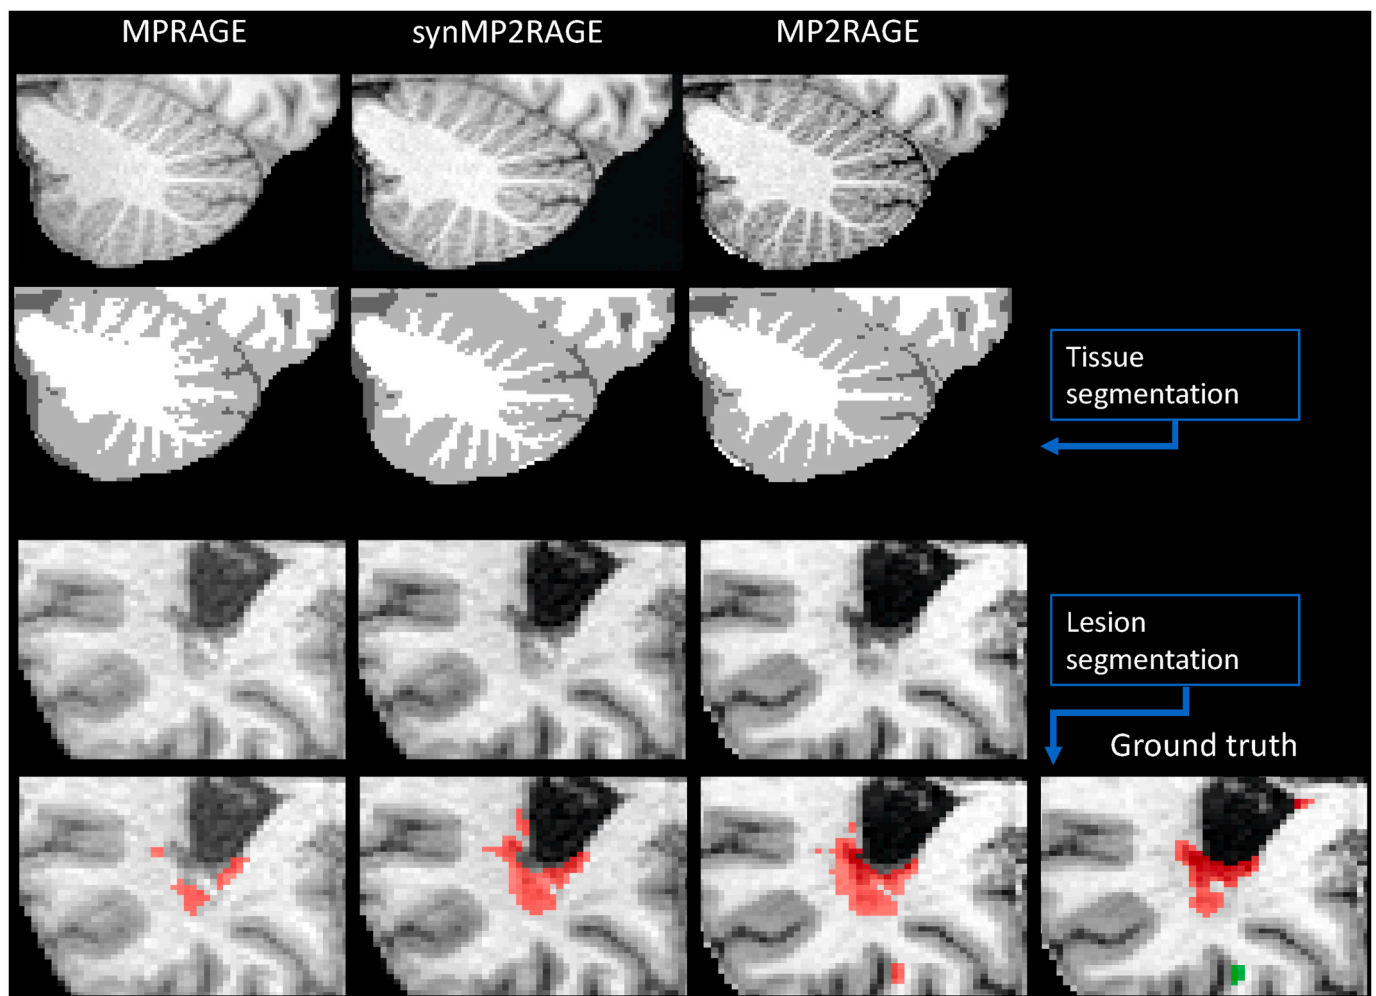 MPRAGE
synMP2RAGE
MP2RAGE
Tissue
segmentation
Lesion
segmentation
Ground truth